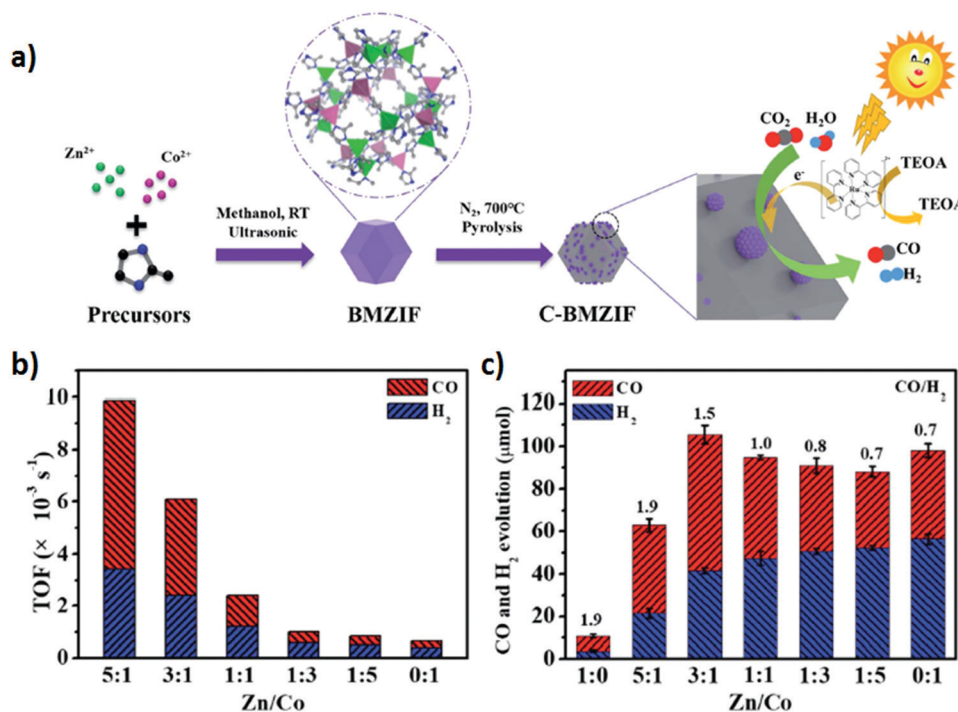 a)
Zn2+
Co2+
Precursors
Methanol, RT
Ultrasonic
BMZIF
N2, 700°C
Pyrolysis
C-BMZIF
CO2
H2O
e-
Ru
TEOA
TEOA
CO
H2
b)
TOF (× 10-3 s-1)
10
8
6
4
2
0
CO
H2
5:1 3:1 1:1 1:3 1:5 0:1
Zn/Co
c)
CO and H2 evolution (μmol)
120
100
80
60
40
20
0
CO
H2
CO/H2
1.9 1.9 1.5 1.0 0.8 0.7 0.7
1:0 5:1 3:1 1:1 1:3 1:5 0:1
Zn/Co